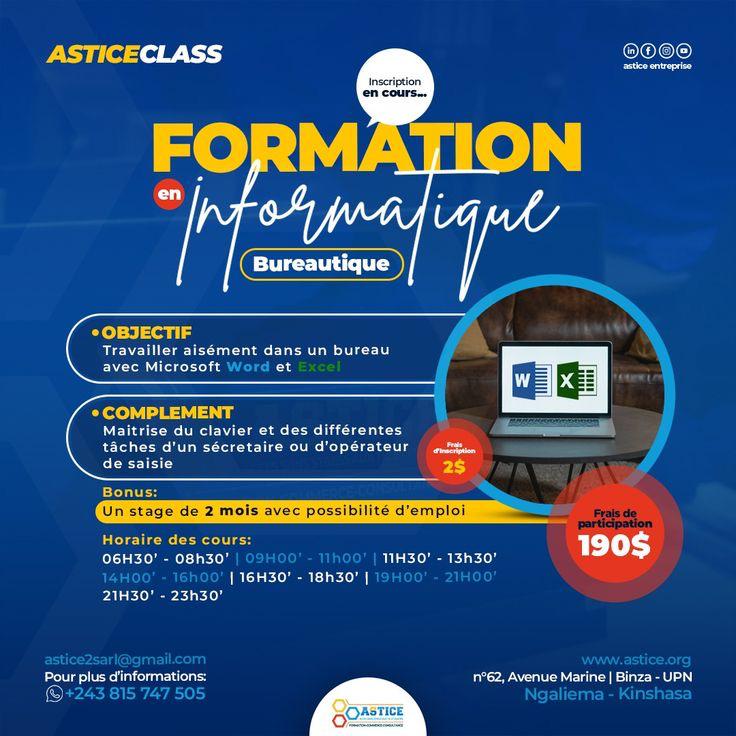 ASTICECLASS
astice entreprise
Inscription
en cours...
FORMATION
en
informatique
Bureautique
• OBJECTIF
Travailler aisément dans un bureau
avec Microsoft Word et Excel
• COMPLEMENT
Maitrise du clavier et des différentes
tâches d'un sécretaire ou d'opérateur
de saisie
W X
Frais
d'Inscription
2$
Bonus:
Un stage de 2 mois avec possibilité d'emploi
Frais de
participation
190$
Horaire des cours:
06H30' - 08h30' | 09H00' - 11h00' | 11H30' - 13h30'
14H00' - 16h00' | 16H30' - 18h30' | 19H00' - 21H00'
21H30' - 23h30'
astice2sarl@gmail.com
Pour plus d'informations:
+243 815 747 505
www.astice.org
n°62, Avenue Marine | Binza - UPN
Ngaliema - Kinshasa
ASTICE
FORMATION-COMMERCE-CONSULTANCE